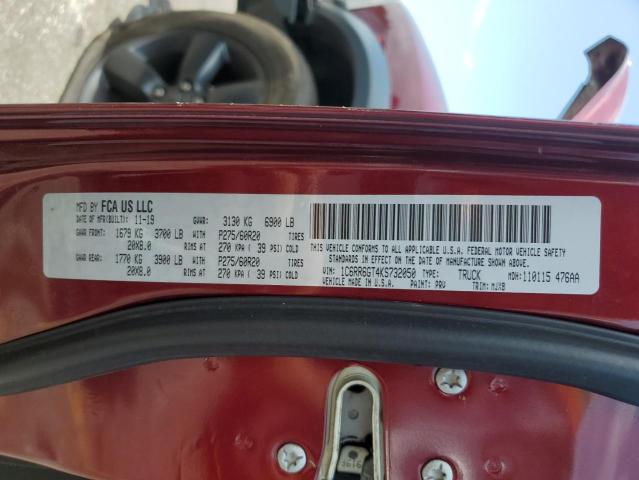 MFD BY FCA US LLC
DATE OF MFR(BUILT): 11-19 GVWR: 3130 KG 6900 LB
GAWR FRONT: 1679 KG 3700 LB WITH P275/60R20 TIRES
20X8.0 RIMS AT 270 KPA ( 39 PSI) COLD
GAWR REAR: 1770 KG 3900 LB WITH P275/60R20 TIRES
20X8.0 RIMS AT 270 KPA ( 39 PSI) COLD
THIS VEHICLE CONFORMS TO ALL APPLICABLE U.S.A. FEDERAL MOTOR VEHICLE SAFETY
STANDARDS IN EFFECT ON THE DATE OF MANUFACTURE SHOWN ABOVE.
VIN: 1C6RR6GT4KS732050 TYPE: TRUCK MDH: 110115 476AA
VEHICLE MADE IN U.S.A. PAINT: PRV TRIM: MJX8